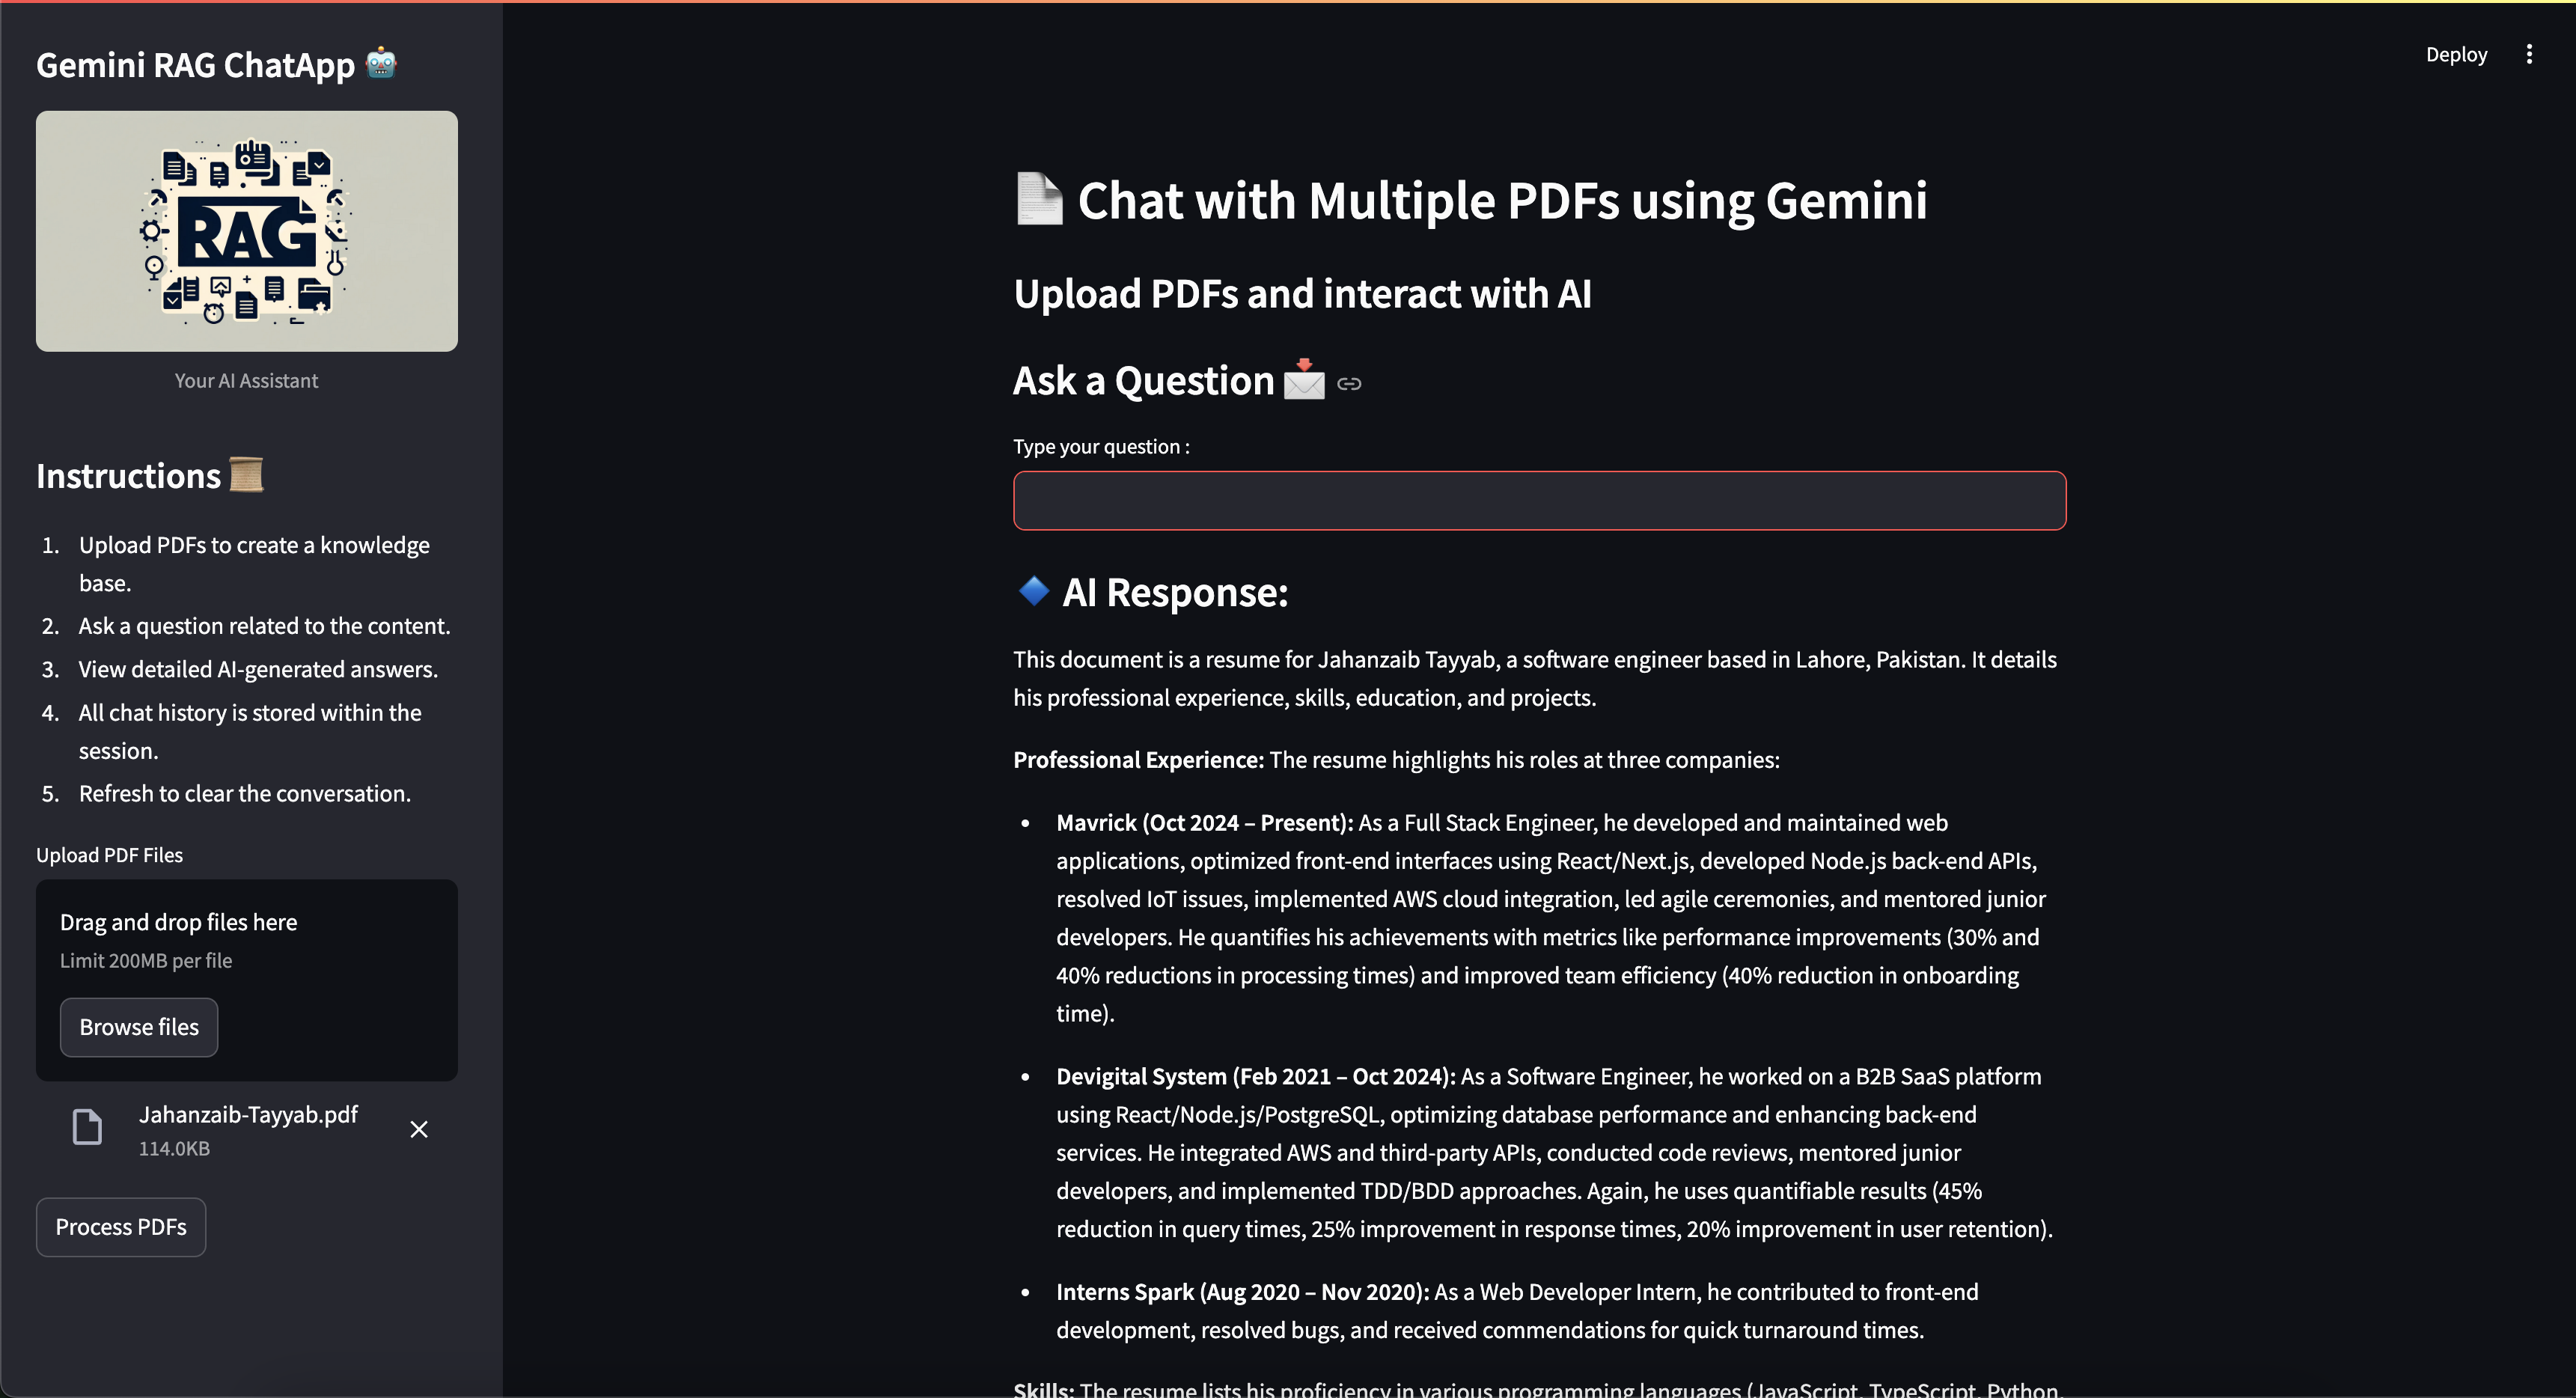 Gemini RAG ChatApp 🤖
RAG
Your AI Assistant
Instructions 📜
1. Upload PDFs to create a knowledge
base.
2. Ask a question related to the content.
3. View detailed AI-generated answers.
4. All chat history is stored within the
session.
5. Refresh to clear the conversation.
Upload PDF Files
Drag and drop files here
Limit 200MB per file
Browse files
Jahanzaib-Tayyab.pdf
114.0KB
Process PDFs
Deploy
📄 Chat with Multiple PDFs using Gemini
Upload PDFs and interact with AI
Ask a Question 📩
Type your question :
🔷 AI Response:
This document is a resume for Jahanzaib Tayyab, a software engineer based in Lahore, Pakistan. It details
his professional experience, skills, education, and projects.
Professional Experience: The resume highlights his roles at three companies:
• Mavrick (Oct 2024 – Present): As a Full Stack Engineer, he developed and maintained web
applications, optimized front-end interfaces using React/Next.js, developed Node.js back-end APIs,
resolved IoT issues, implemented AWS cloud integration, led agile ceremonies, and mentored junior
developers. He quantifies his achievements with metrics like performance improvements (30% and
40% reductions in processing times) and improved team efficiency (40% reduction in onboarding
time).
• Devigital System (Feb 2021 – Oct 2024): As a Software Engineer, he worked on a B2B SaaS platform
using React/Node.js/PostgreSQL, optimizing database performance and enhancing back-end
services. He integrated AWS and third-party APIs, conducted code reviews, mentored junior
developers, and implemented TDD/BDD approaches. Again, he uses quantifiable results (45%
reduction in query times, 25% improvement in response times, 20% improvement in user retention).
• Interns Spark (Aug 2020 – Nov 2020): As a Web Developer Intern, he contributed to front-end
development, resolved bugs, and received commendations for quick turnaround times.
Skills: The resume lists his proficiency in various programming languages (JavaScript, TypeScript, Python,